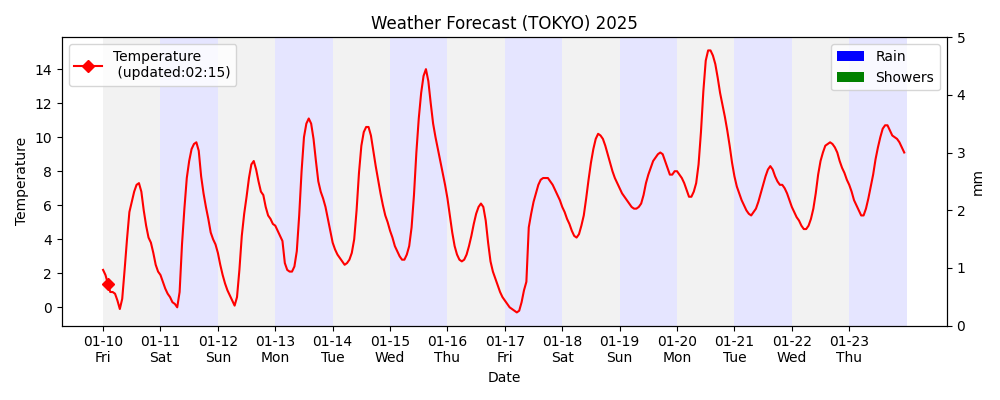 Weather Forecast (TOKYO) 2025
Temperature
(updated:02:15)
Rain
Showers
Temperature
14
12
10
8
6
4
2
0
5
4
3
2
1
0
mm
01-10 01-11 01-12 01-13 01-14 01-15 01-16 01-17 01-18 01-19 01-20 01-21 01-22 01-23
Fri Sat Sun Mon Tue Wed Thu Fri Sat Sun Mon Tue Wed Thu
Date